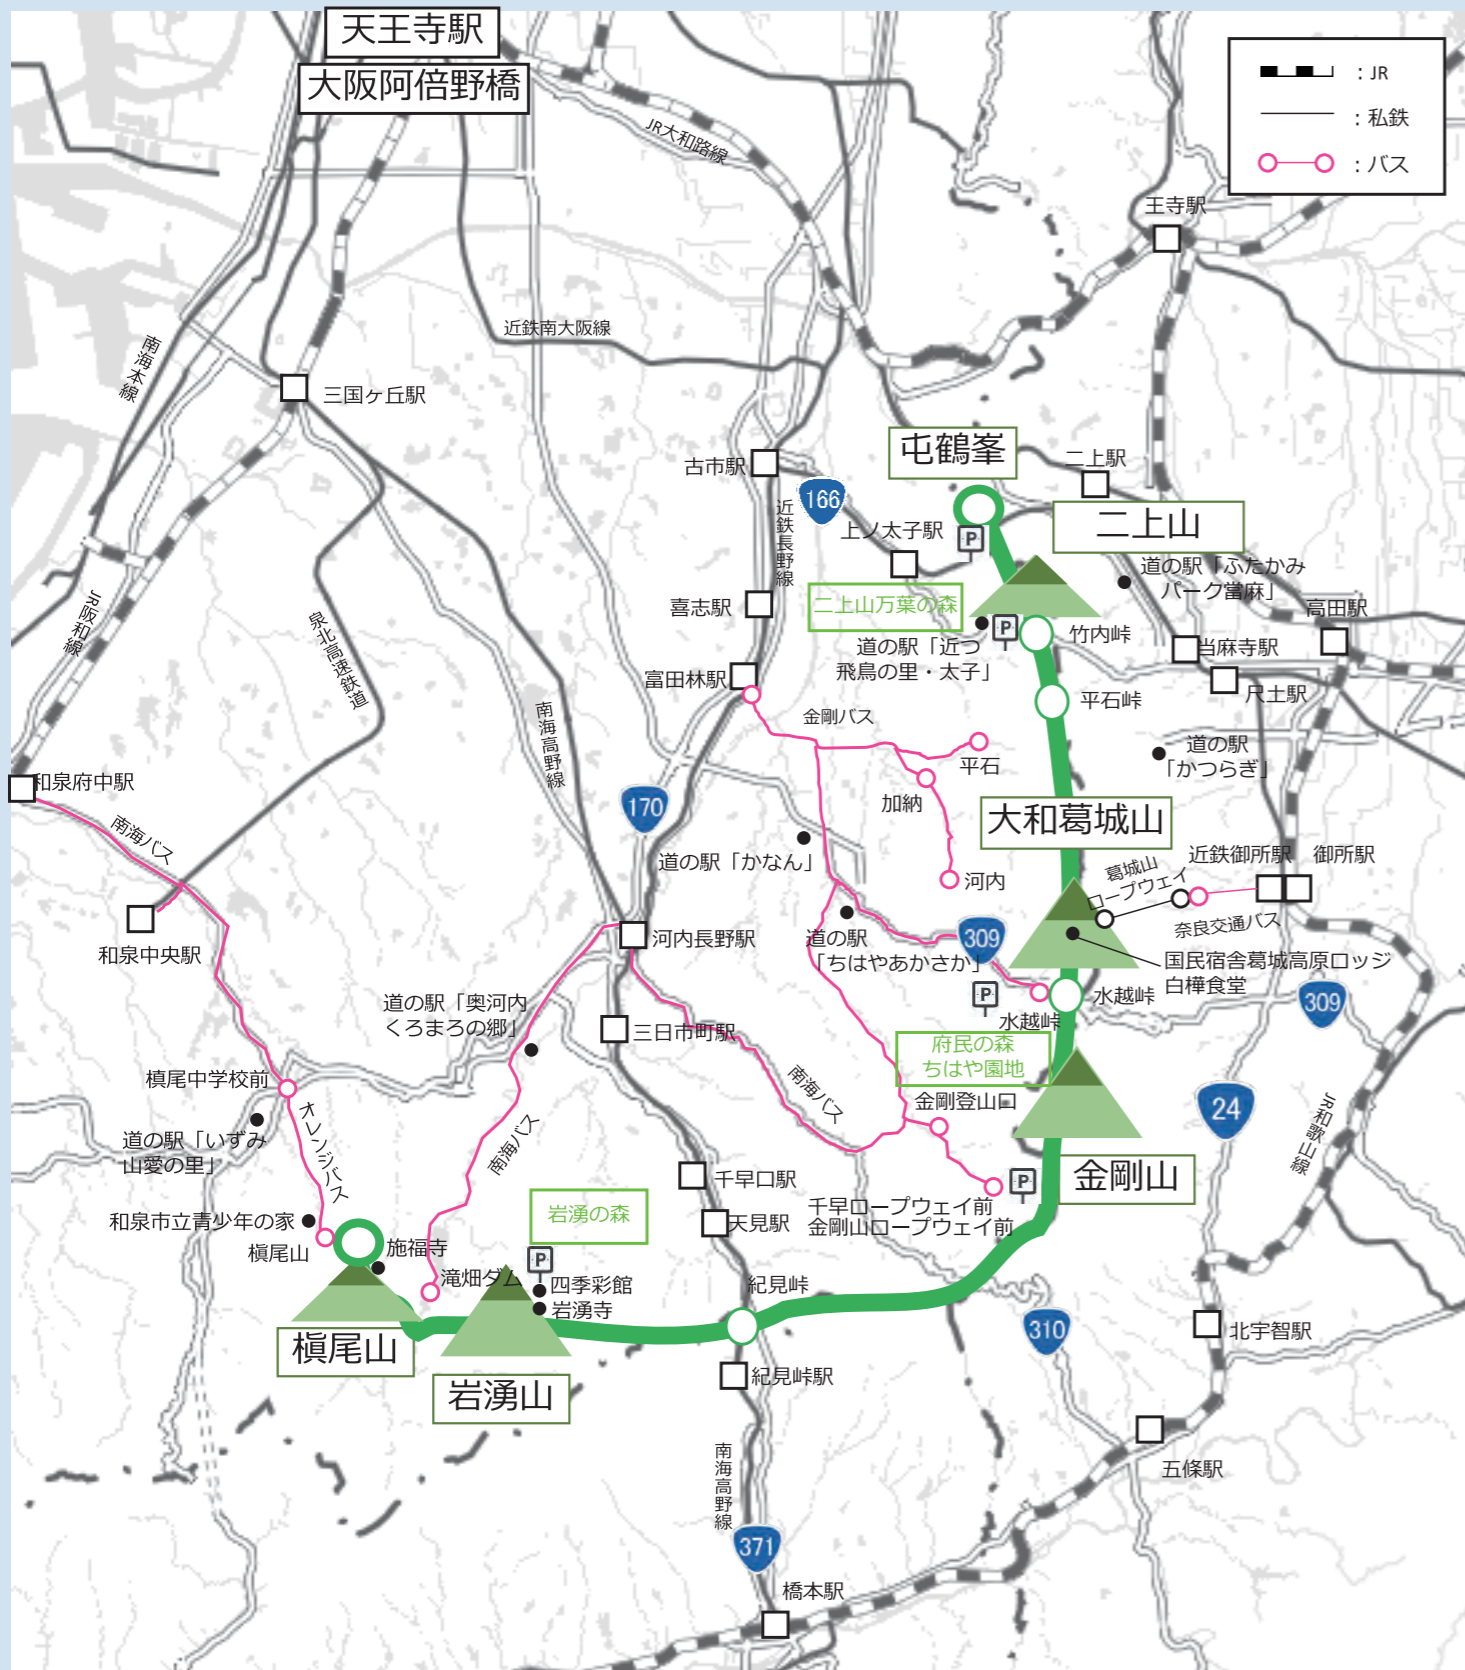 天王寺駅
大阪阿倍野橋
：JR
：私鉄
：バス
JR大和路線
王寺駅
近鉄南大阪線
南海本線
三国ヶ丘駅
古市駅
166
近鉄長野線
屯鶴峯
二上駅
二上山
上ノ太子駅
P
二上山万葉の森
道の駅「ふたかみ
パーク當麻」
高田駅
喜志駅
P
竹内峠
道の駅「近つ
飛鳥の里・太子」
当麻寺駅
尺土駅
JR阪和線
泉北高速鉄道
富田林駅
平石峠
金剛バス
南海高野線
平石
道の駅
「かつらぎ」
和泉府中駅
加納
170
大和葛城山
南海バス
道の駅「かなん」
河内
葛城山
ロープウェイ
近鉄御所駅
御所駅
奈良交通バス
和泉中央駅
河内長野駅
道の駅
「ちはやあかさか」
309
国民宿舎葛城高原ロッジ
白樺食堂
道の駅「奥河内
くろまろの郷」
P
水越峠
水越峠
309
三日市町駅
府民の森
ちはや園地
槙尾中学校前
南海バス
金剛登山口
24
JR和歌山線
道の駅「いずみ
山愛の里」
オレンジバス
南海バス
千早口駅
P
金剛山
千早ロープウェイ前
金剛山ロープウェイ前
和泉市立青少年の家
槇尾山
施福寺
岩湧の森
天見駅
P
滝畑ダム
四季彩館
岩湧寺
紀見峠
310
北宇智駅
槇尾山
岩湧山
紀見峠駅
南海高野線
五條駅
371
橋本駅